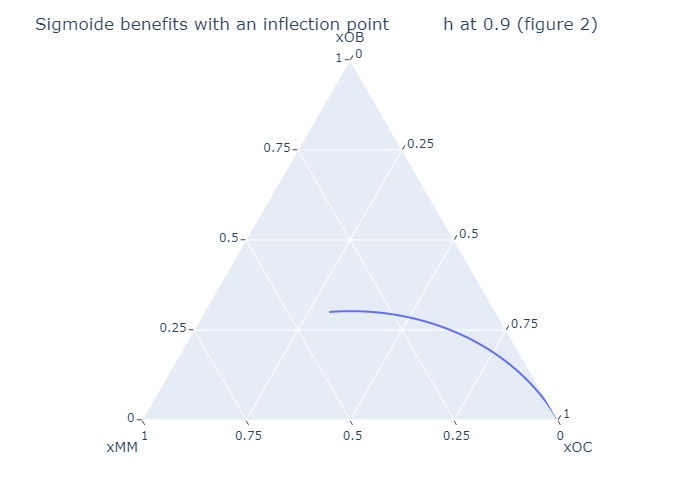 Sigmoide benefits with an inflection point h at 0.9 (figure 2)
xOB
1 0
0.75 0.25
0.5 0.5
0.25 0.75
0 1
1 0.75 0.5 0.25 0
xMM xOC